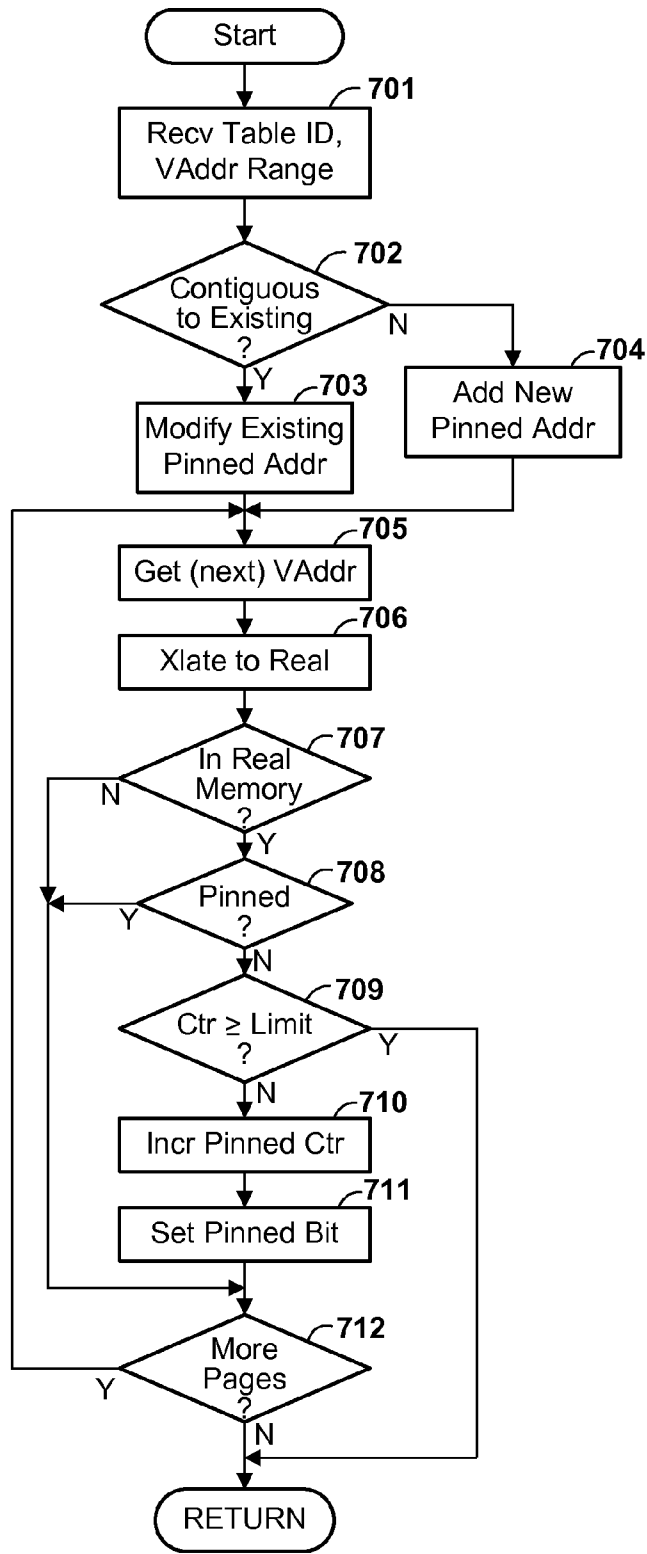 Start
701
Recv Table ID,
VAddr Range
702
Contiguous
to Existing
?
N
Y
703
Modify Existing
Pinned Addr
704
Add New
Pinned Addr
705
Get (next) VAddr
706
Xlate to Real
707
In Real
Memory
?
N
Y
708
Pinned
?
Y
N
709
Ctr ≥ Limit
?
Y
N
710
Incr Pinned Ctr
711
Set Pinned Bit
712
More
Pages
?
Y
N
RETURN